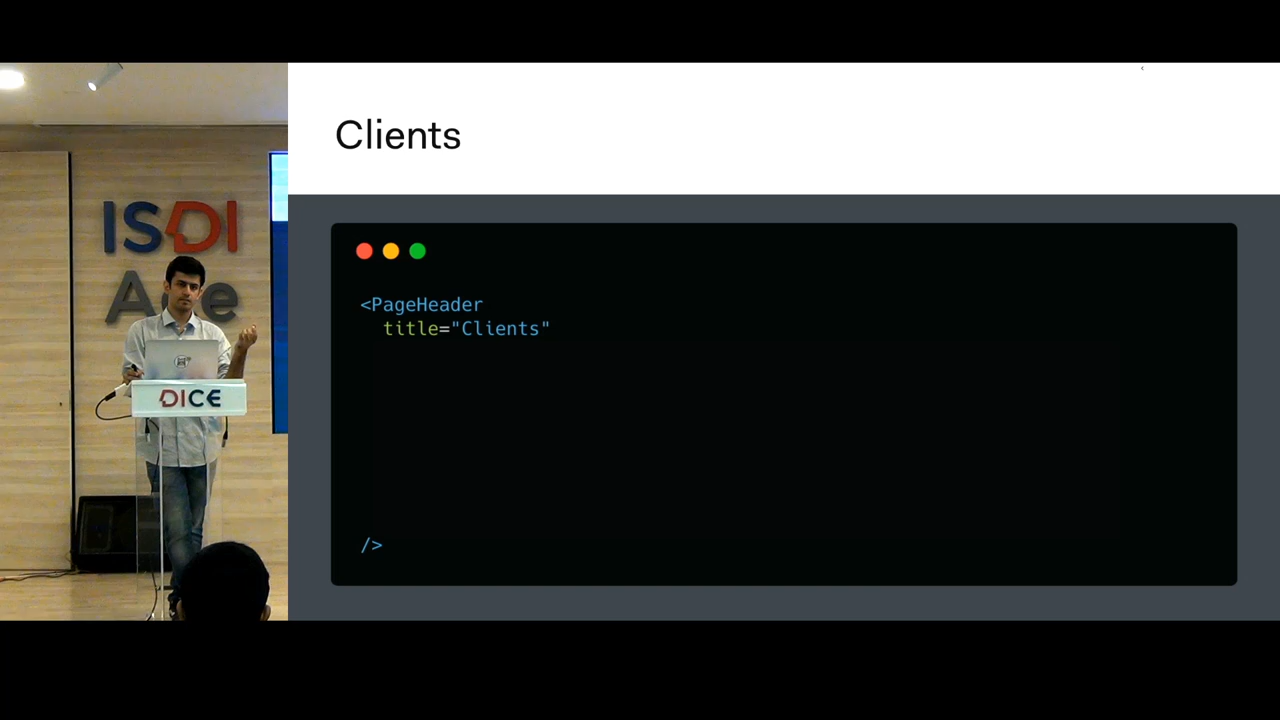 ISDI
DICE
Clients
<PageHeader
title="Clients"
/>